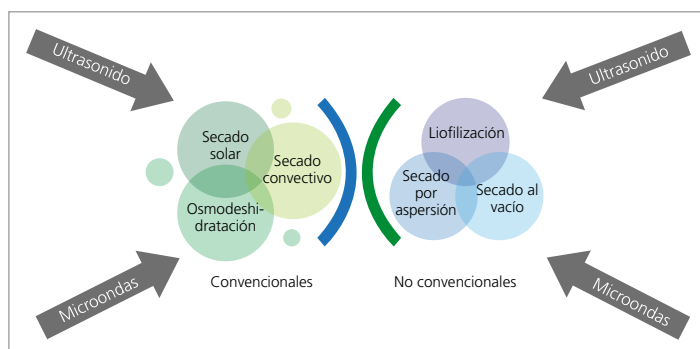 Ultrasonido
Ultrasonido
Secado
solar
Secado
convectivo
Osmodeshi-
dratación
Liofilización
Secado
por
aspersión
Secado al
vacío
Convencionales
No convencionales
Microondas
Microondas